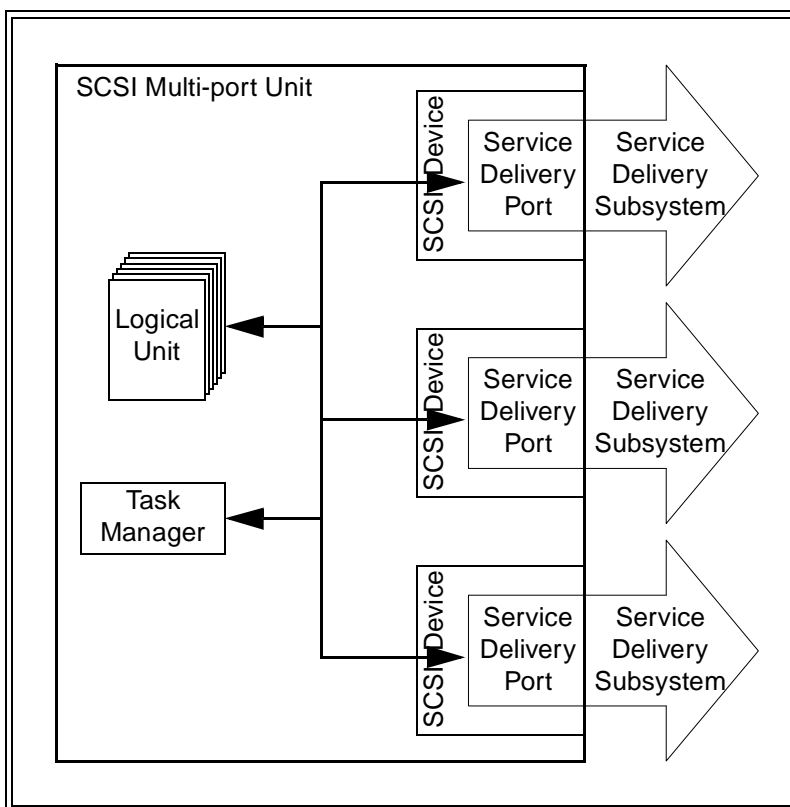 SCSI Multi-port Unit
SCSI Device
Service
Delivery
Port
Service
Delivery
Subsystem
Logical
Unit
SCSI Device
Service
Delivery
Port
Service
Delivery
Subsystem
Task
Manager
SCSI Device
Service
Delivery
Port
Service
Delivery
Subsystem